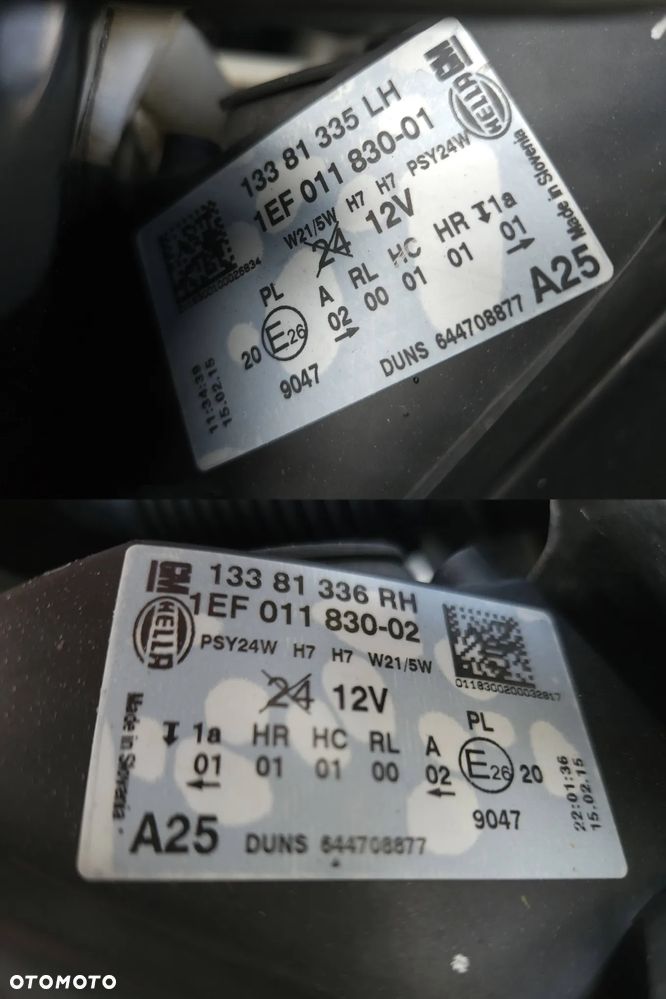 GM
HELLA
133 81 335 LH
1EF 011 830-01
W21/5W H7 H7 PSY24W
24 12V
PL A RL HC HR 1a
20 E26 02 00 01 01 01
9047
DUNS 644708877
A25
Made in Slovenia
11:34:39
15.02.15
GM
HELLA
133 81 336 RH
1EF 011 830-02
PSY24W H7 H7 W21/5W
0118300200032817
24 12V
1a HR HC RL A PL
01 01 01 00 02 E26 20
9047
A25
DUNS 644708877
Made in Slovenia
22:01:36
15.02.15
OTOMOTO